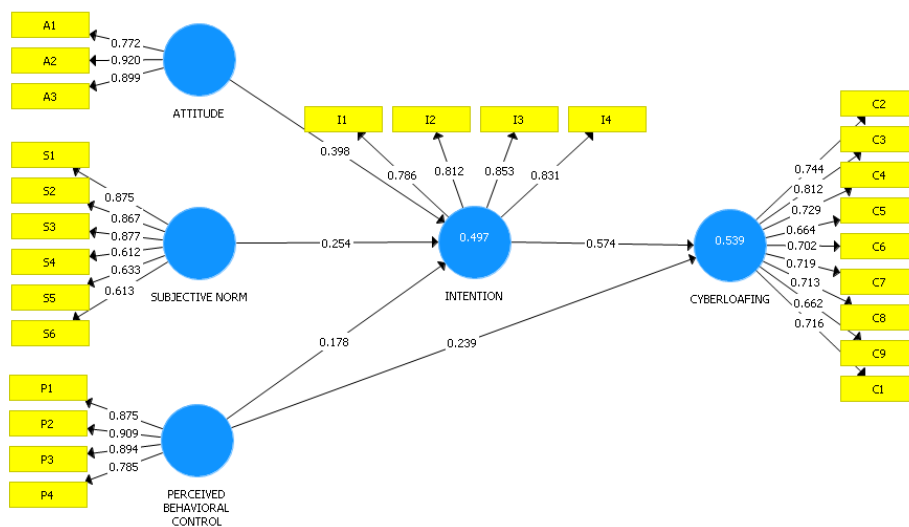 A1
A2
A3
0.772
0.920
0.899
ATTITUDE
S1
S2
S3
S4
S5
S6
0.875
0.867
0.877
0.612
0.633
0.613
SUBJECTIVE NORM
P1
P2
P3
P4
0.875
0.909
0.894
0.785
PERCEIVED
BEHAVIORAL
CONTROL
0.398
0.254
0.178
0.239
I1
I2
I3
I4
0.786
0.812
0.853
0.831
0.497
INTENTION
0.574
0.539
CYBERLOAFING
0.744
0.812
0.729
0.664
0.702
0.719
0.713
0.662
0.716
C2
C3
C4
C5
C6
C7
C8
C9
C1